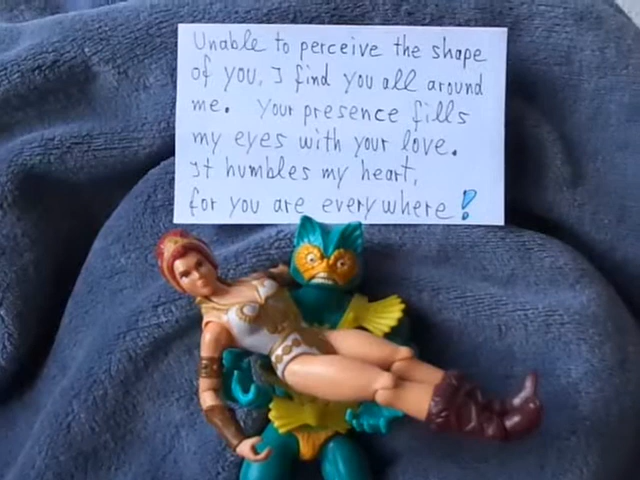 Unable to perceive the shape
of you, I find you all around
me. Your presence fills
my eyes with your love.
It humbles my heart,
for you are everywhere!